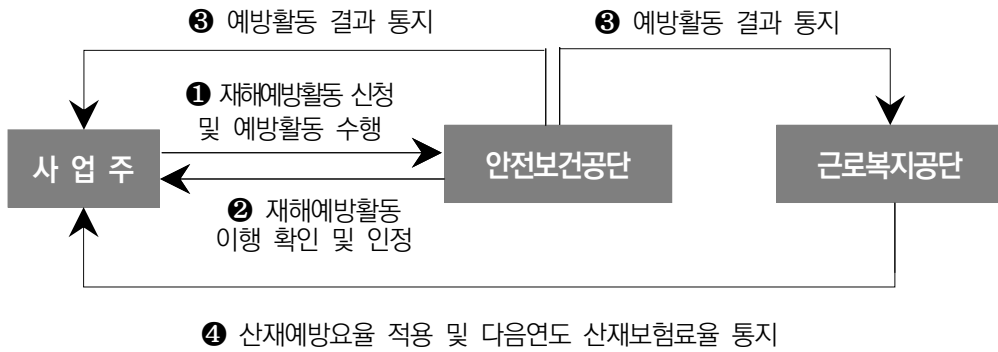 ❸ 예방활동 결과 통지
❸ 예방활동 결과 통지
❶ 재해예방활동 신청
및 예방활동 수행
사 업 주
안전보건공단
근로복지공단
❷ 재해예방활동
이행 확인 및 인정
❹ 산재예방요율 적용 및 다음연도 산재보험료율 통지